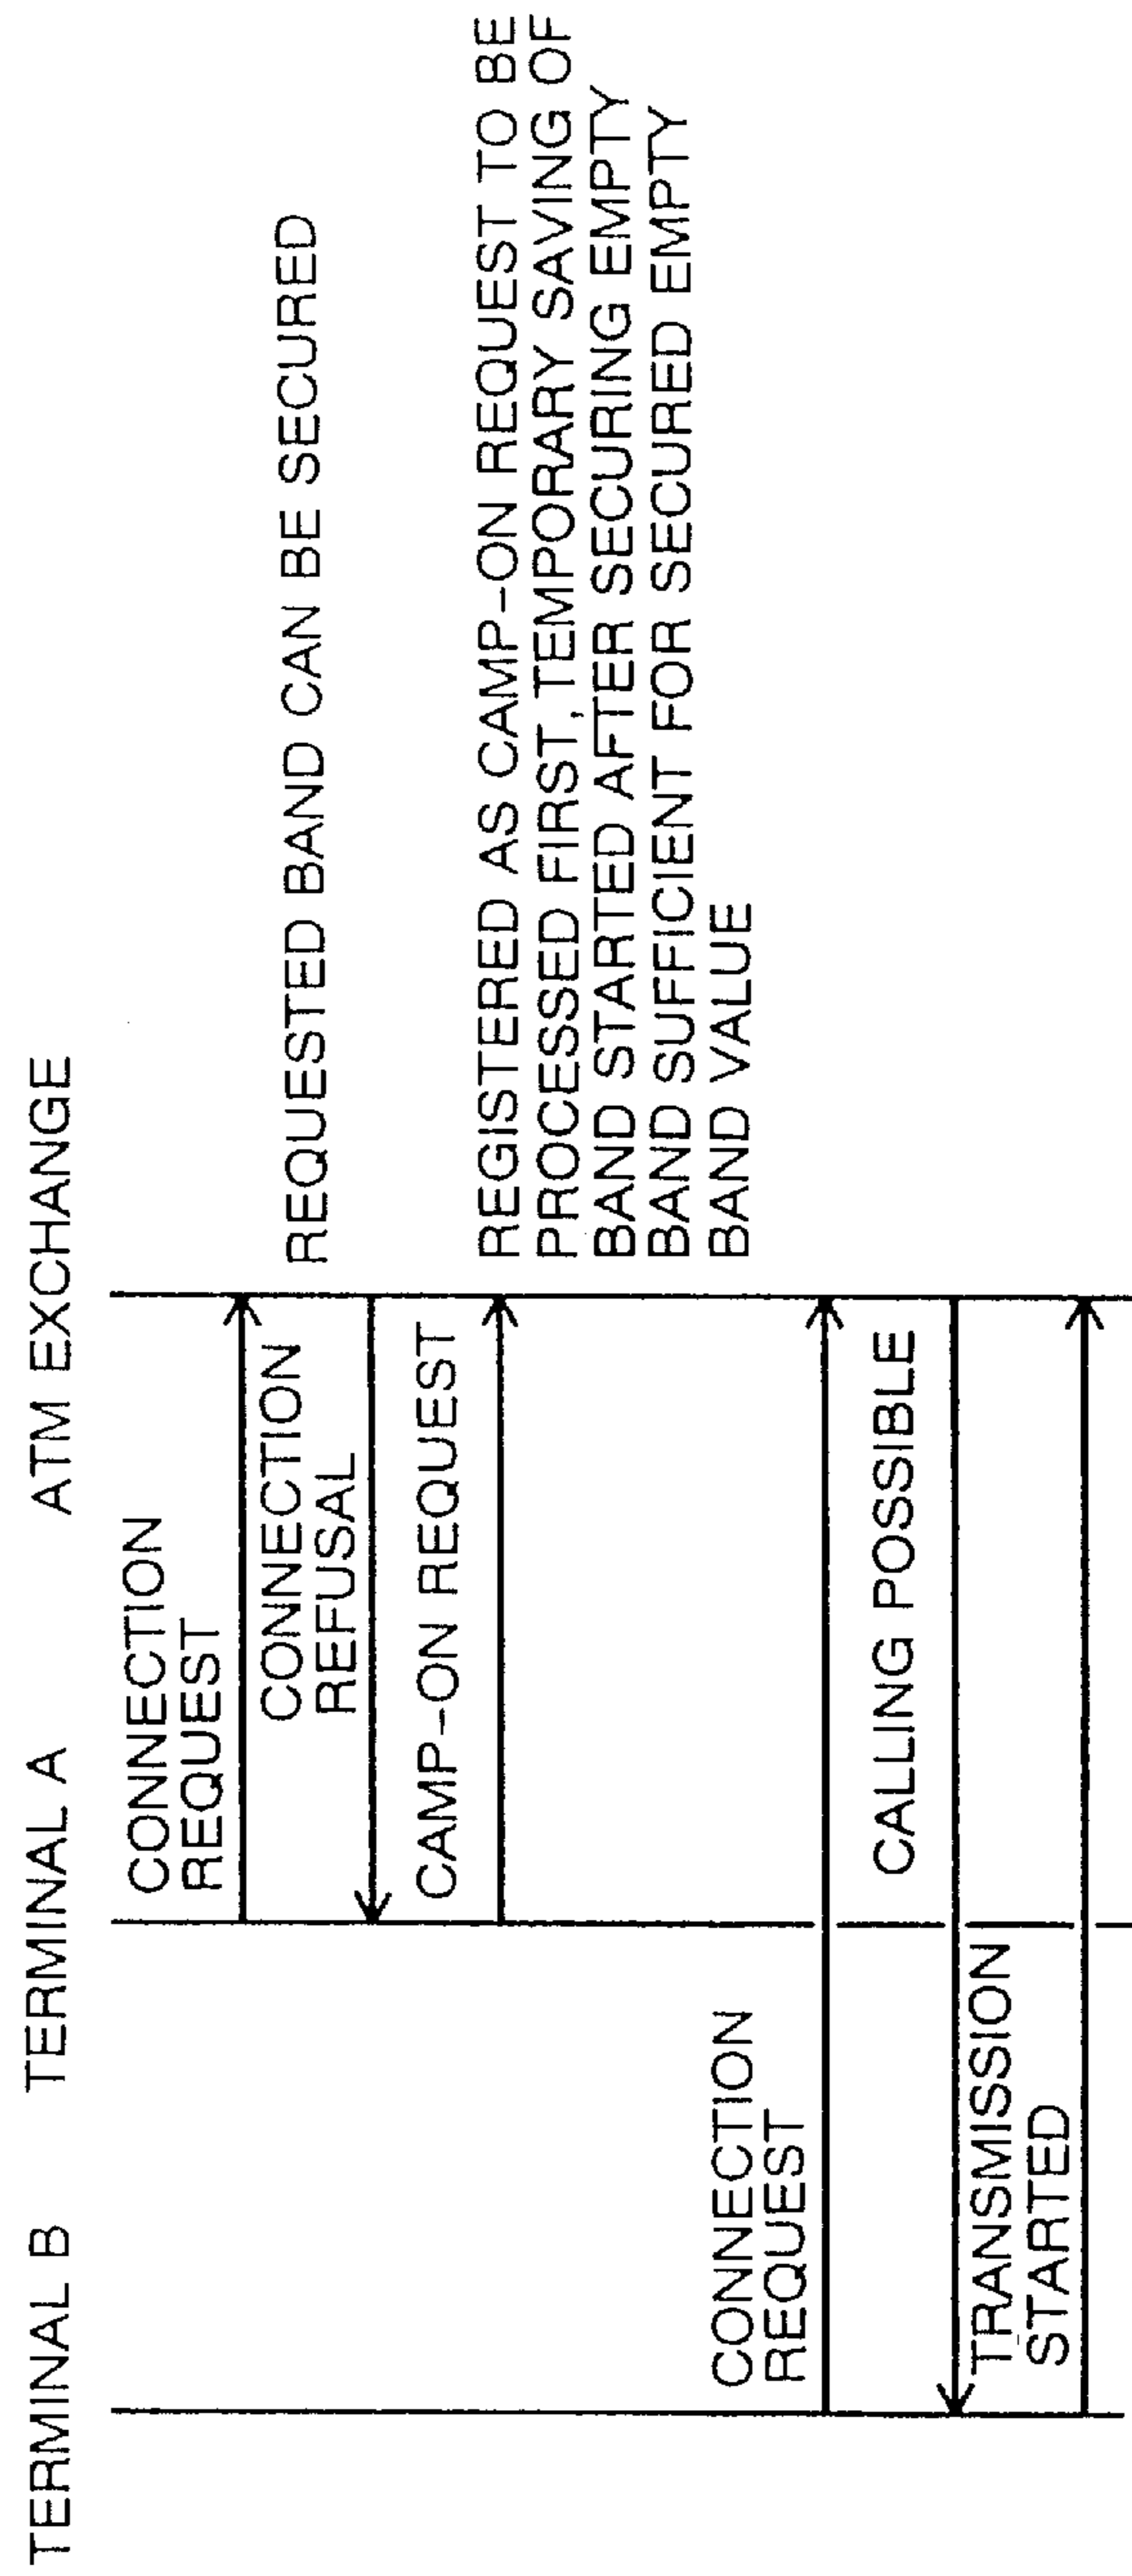 TERMINAL B
TERMINAL A
ATM EXCHANGE
CONNECTION
REQUEST
REQUESTED BAND CAN BE SECURED
CONNECTION
REFUSAL
CAMP-ON REQUEST
REGISTERED AS CAMP-ON REQUEST TO BE
PROCESSED FIRST, TEMPORARY SAVING OF
BAND STARTED AFTER SECURING EMPTY
BAND SUFFICIENT FOR SECURED EMPTY
BAND VALUE
CONNECTION
REQUEST
CALLING POSSIBLE
TRANSMISSION
STARTED